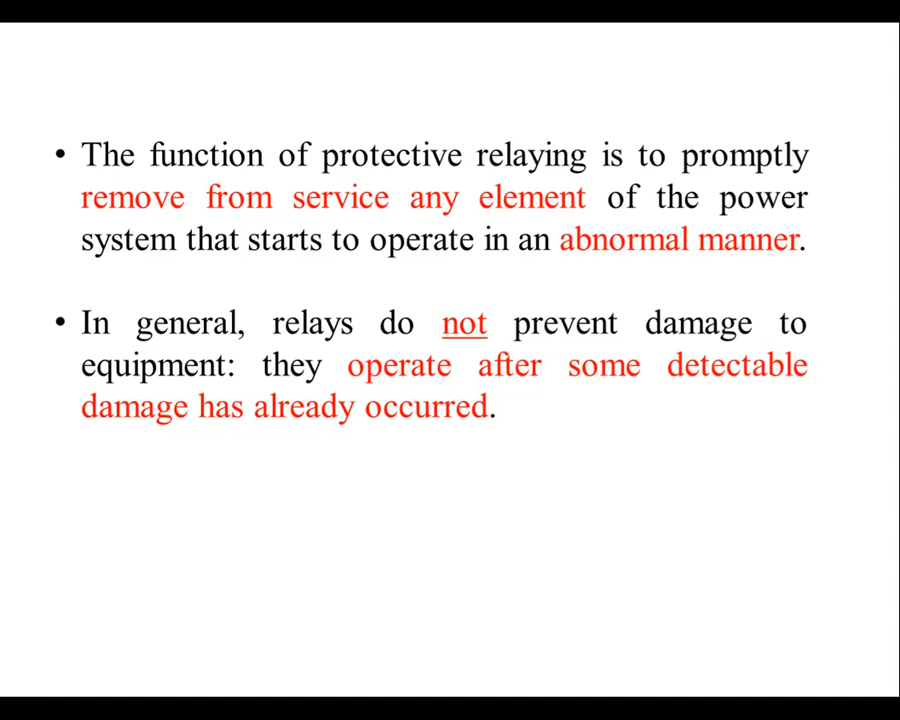 • The function of protective relaying is to promptly
remove from service any element of the power
system that starts to operate in an abnormal manner.
• In general, relays do not prevent damage to
equipment: they operate after some detectable
damage has already occurred.